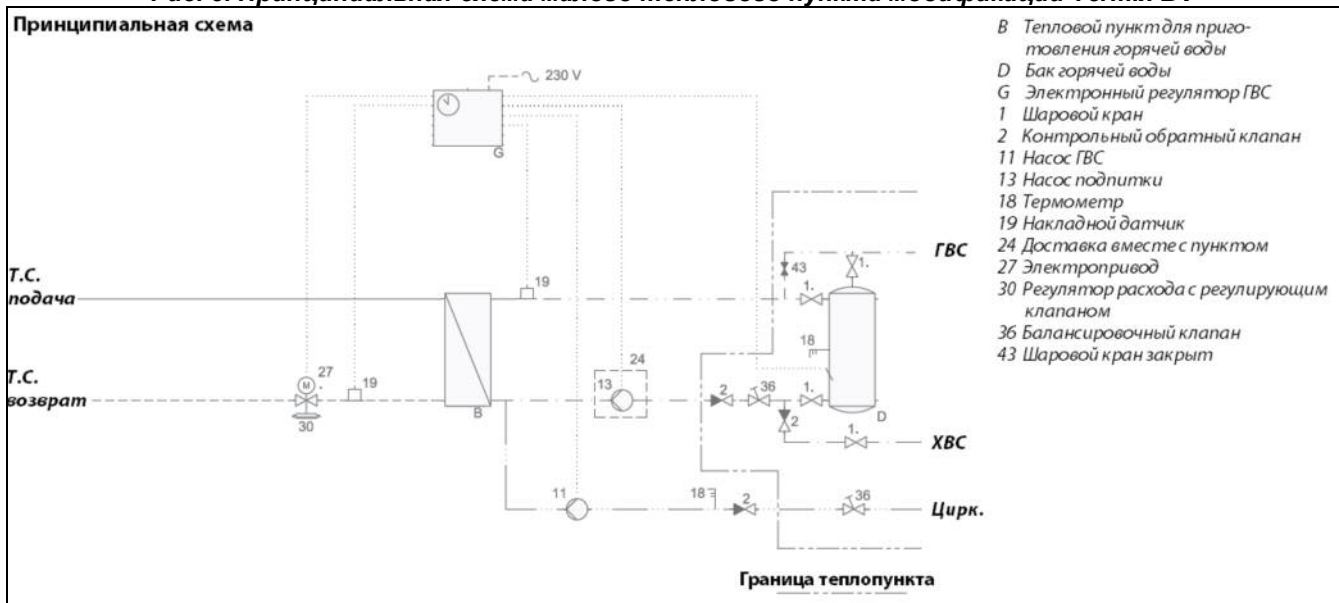 Принципиальная схема
230 V
G
ГВС
43
1.
Т.С.
подача
19
1.
18
24
Т.С.
возврат
27
М
19
13
2
36
1.
30
B
2
D
1.
ХВС
11
18
2
36
Цирк.
Граница теплопункта
B Тепловой пункт для приго-
товления горячей воды
D Бак горячей воды
G Электронный регулятор ГВС
1 Шаровой кран
2 Контрольный обратный клапан
11 Насос ГВС
13 Насос подпитки
18 Термометр
19 Накладной датчик
24 Доставка вместе с пунктом
27 Электропривод
30 Регулятор расхода с регулирующим
клапаном
36 Балансировочный клапан
43 Шаровой кран закрыт